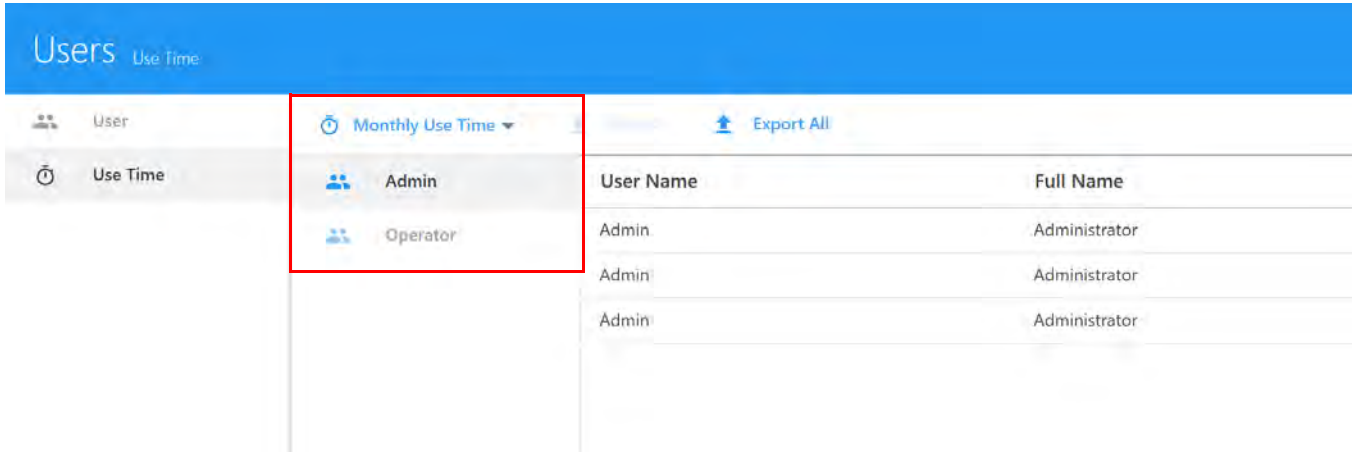 Users Use Time
User
Use Time
Monthly Use Time
Export All
Admin
Operator
User Name Full Name
Admin Administrator
Admin Administrator
Admin Administrator